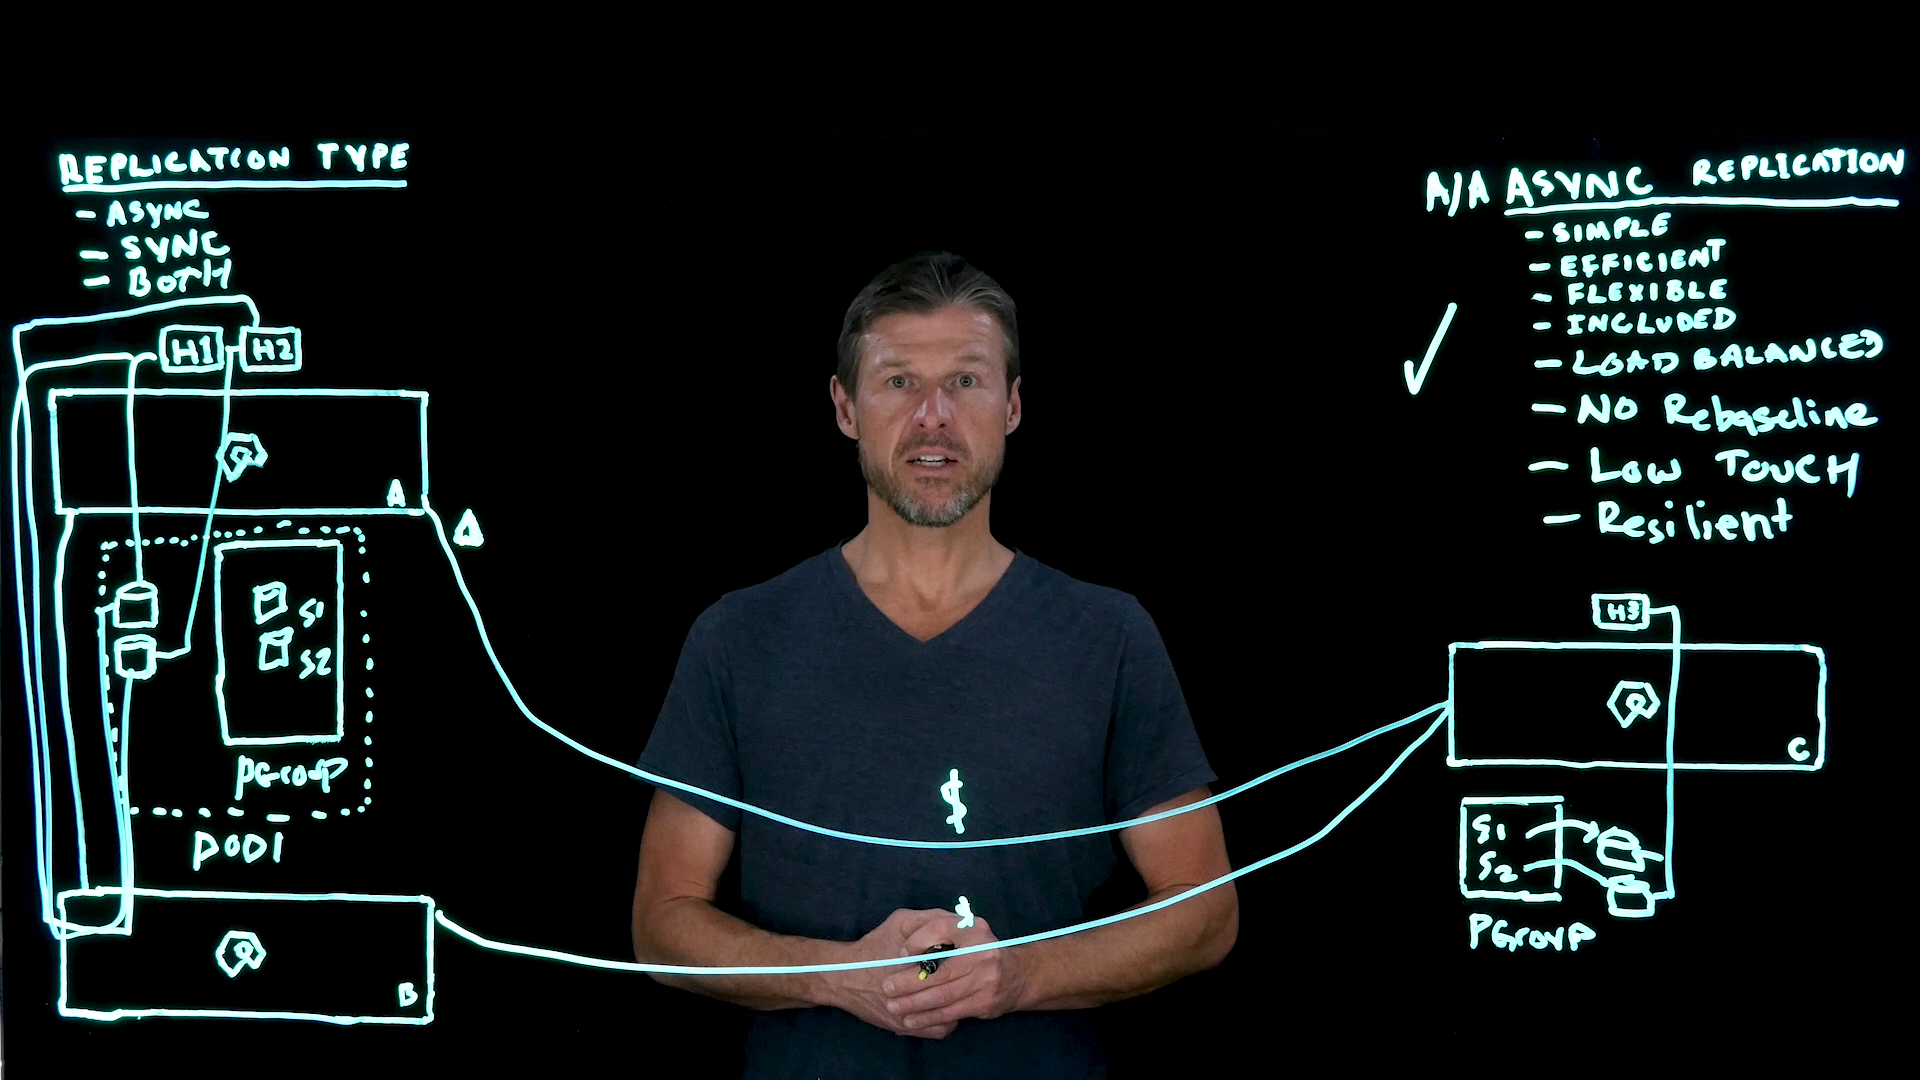 REPLICATION TYPE
- ASYNC
- SYNC
- BOTH
H1 H2
A
Δ
S1
S2
PGROUP
POD1
B
$
$
A/A ASYNC REPLICATION
- SIMPLE
- EFFICIENT
- FLEXIBLE
- INCLUDED
- LOAD BALANCED
- NO Rebaseline
- LOW TOUCH
- Resilient
H3
C
S1
S2
PGROUP